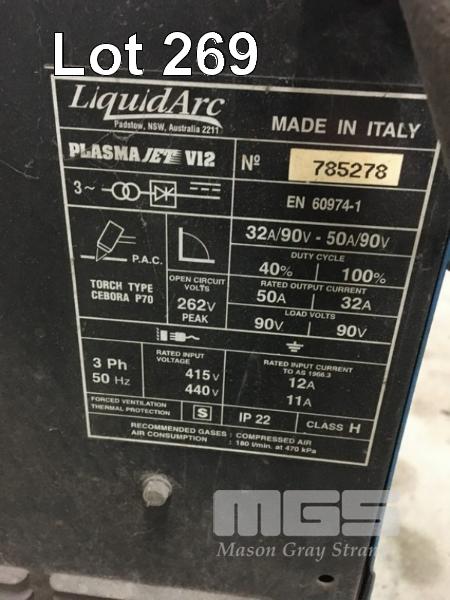 Lot 269
LiquidArc
Padstow, NSW, Australia 2211
MADE IN ITALY
PLASMA JET V12
Nº 785278
3~
EN 60974-1
P.A.C.
TORCH TYPE
CEBORA P70
OPEN CIRCUIT
VOLTS
262V
PEAK
32A/90V - 50A/90V
DUTY CYCLE
40% 100%
RATED OUTPUT CURRENT
50A 32A
LOAD VOLTS
90V 90V
3 Ph
50 Hz
RATED INPUT
VOLTAGE
415V
440V
RATED INPUT CURRENT
TO AS 1966.3
12A
11A
FORCED VENTILATION
THERMAL PROTECTION
S
IP 22
CLASS H
RECOMMENDED GASES : COMPRESSED AIR
AIR CONSUMPTION : 180 l/min. at 470 kPa
MGS
Mason Gray Stran